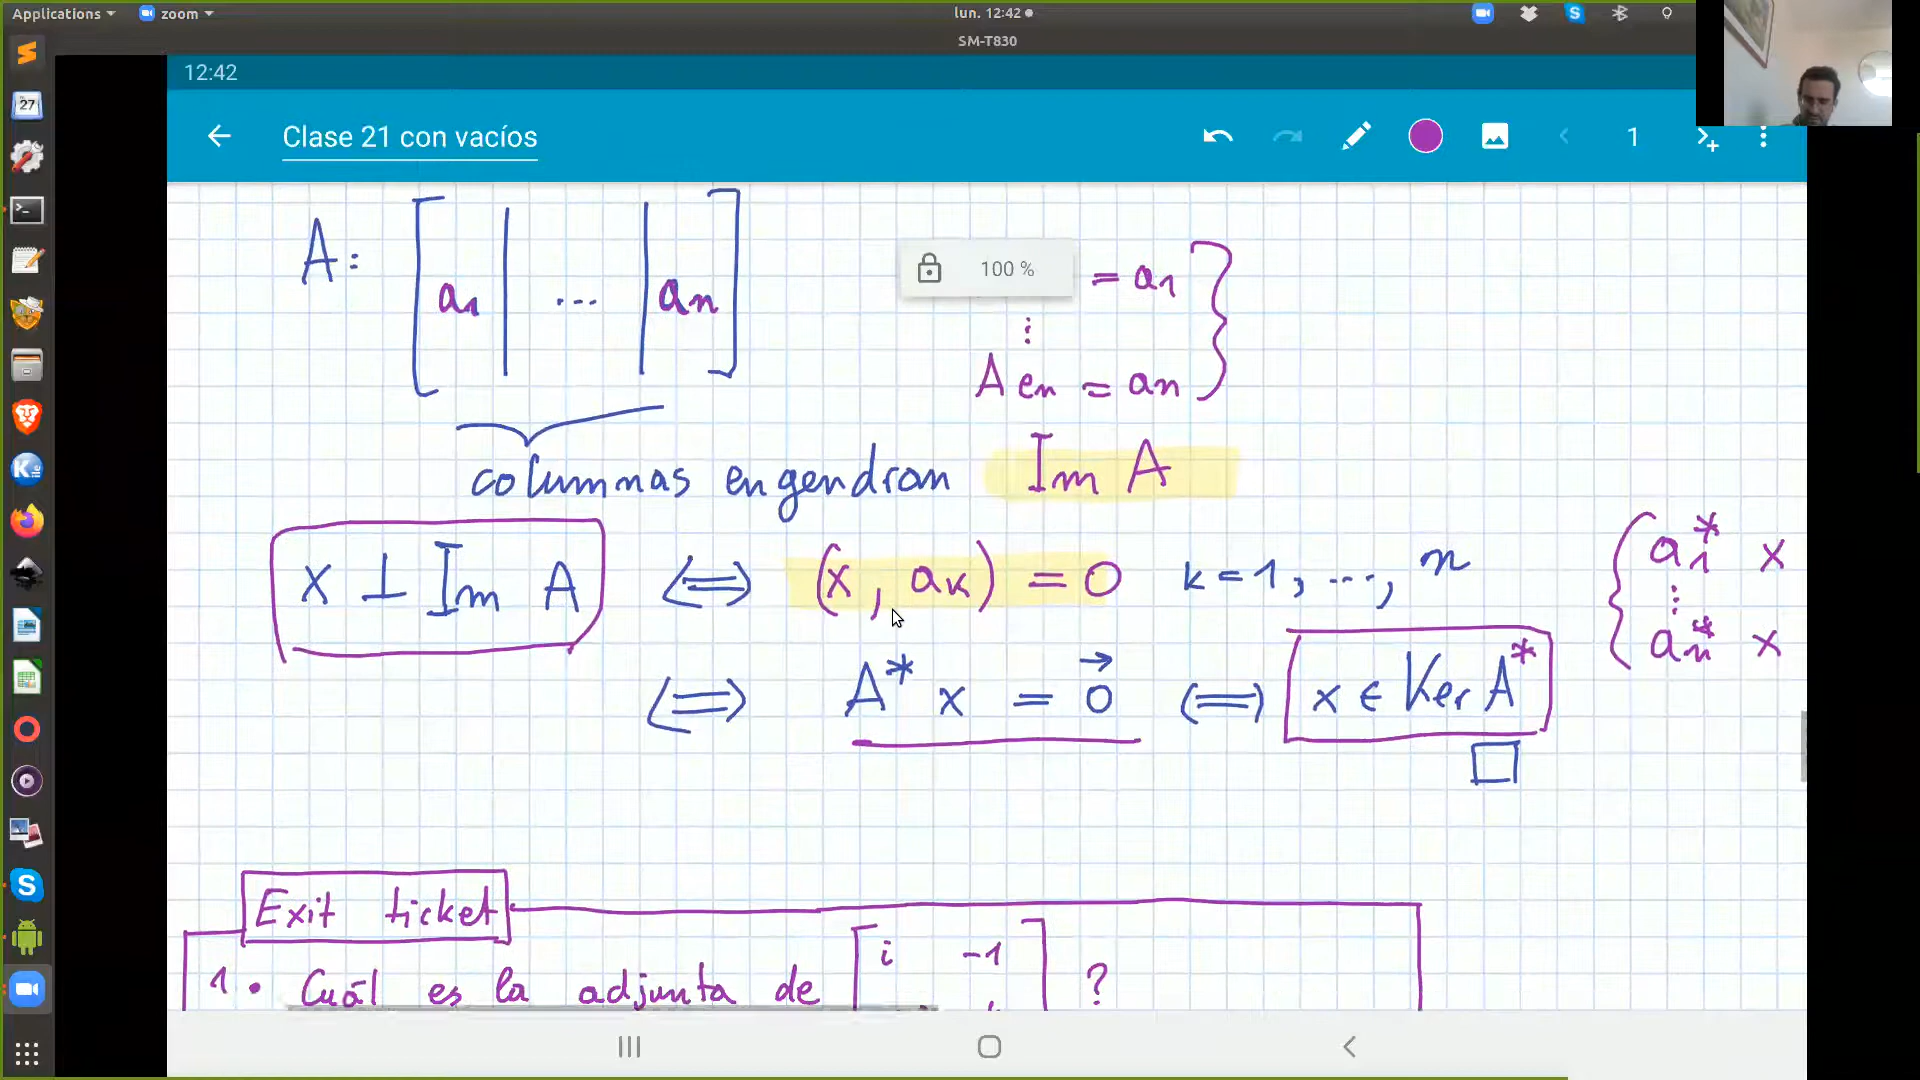 Applications zoom lun. 12:42
SM-T830
12:42
27
Clase 21 con vacíos 1
A: [ a1 | ... | an ]
100 % = a1
⋮
A en = an
columnas engendran Im A
x ⊥ Im A ⟺ (x, ak) = 0 k = 1, ..., n
a1* x
⋮
an* x
⟺ A* x = 0⃗ ⟺ x ∈ Ker A*
□
Exit ticket
1. Cuál es la adjunta de [ i -1 ?